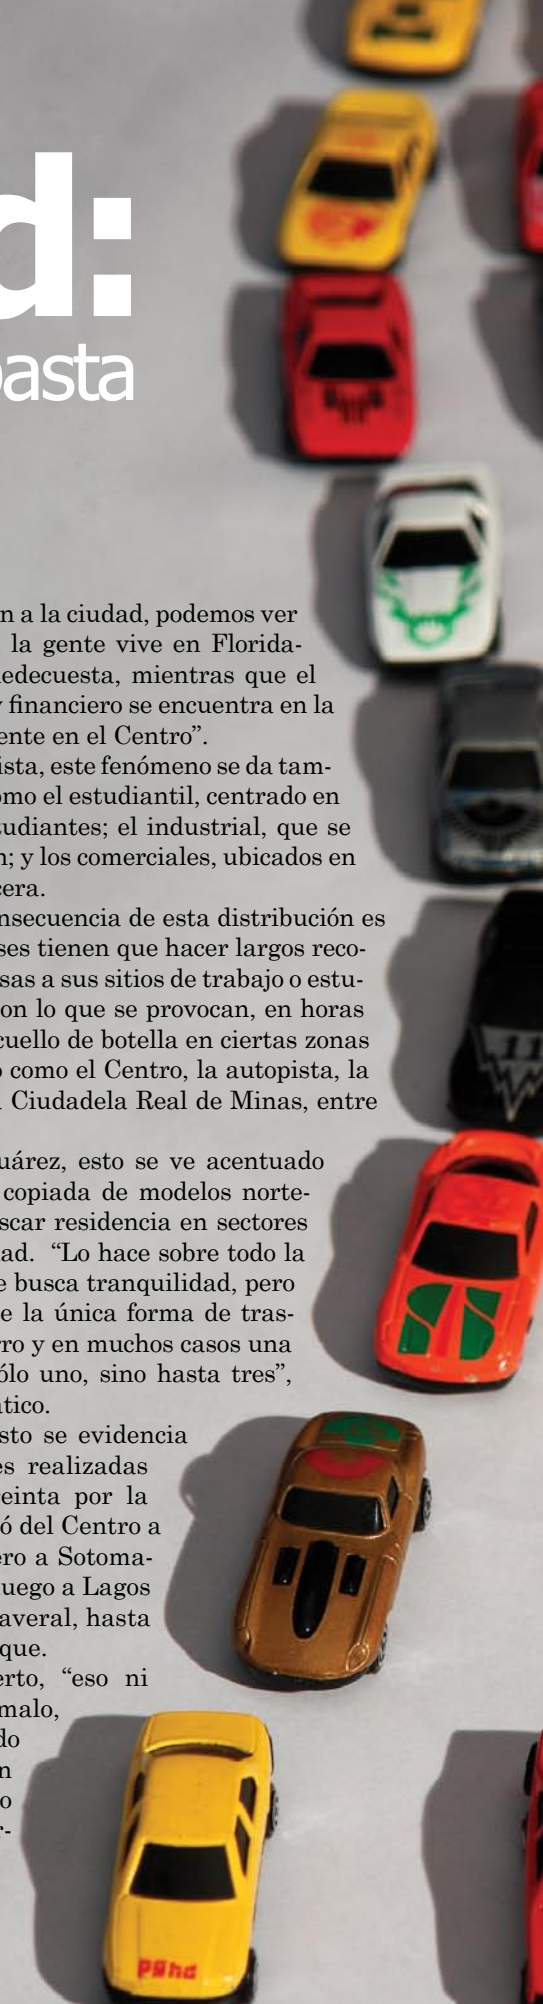 d:
basta
n a la ciudad, podemos ver
la gente vive en Florida-
edecuesta, mientras que el
y financiero se encuentra en la
ente en el Centro”.
ista, este fenómeno se da tam-
omo el estudiantil, centrado en
tudiantes; el industrial, que se
n; y los comerciales, ubicados en
cera.
nsecuencia de esta distribución es
ses tienen que hacer largos reco-
sas a sus sitios de trabajo o estu-
on lo que se provocan, en horas
cuello de botella en ciertas zonas
o como el Centro, la autopista, la
a Ciudadela Real de Minas, entre
uárez, esto se ve acentuado
copiada de modelos norte-
scar residencia en sectores
dad. “Lo hace sobre todo la
e busca tranquilidad, pero
e la única forma de tras-
rro y en muchos casos una
ólo uno, sino hasta tres”,
ático.
sto se evidencia
es realizadas
reinta por la
ó del Centro a
ero a Sotoma-
luego a Lagos
averal, hasta
que.
erto, “eso ni
malo,
do
n
o
r-
11